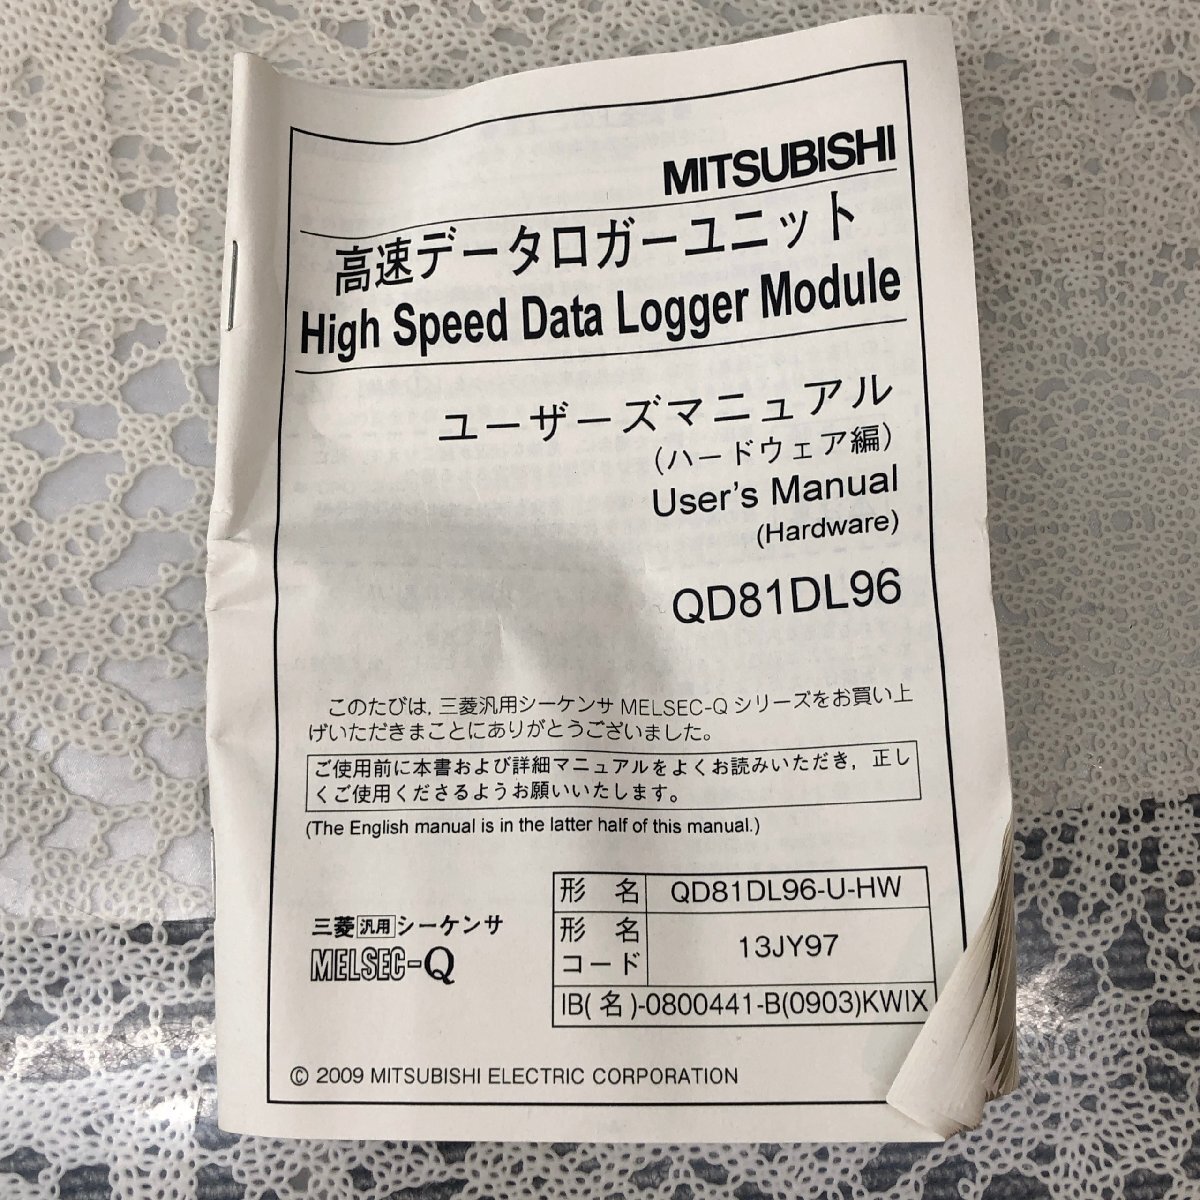 MITSUBISHI
高速データロガーユニット
High Speed Data Logger Module
ユーザーズマニュアル
(ハードウェア編)
User's Manual
(Hardware)
QD81DL96
このたびは,三菱汎用シーケンサ MELSEC-Q シリーズをお買い上
げいただきまことにありがとうございました。
ご使用前に本書および詳細マニュアルをよくお読みいただき,正し
くご使用くださるようお願いいたします。
(The English manual is in the latter half of this manual.)
形 名 QD81DL96-U-HW
形 名
コード 13JY97
IB(名)-0800441-B(0903)KWIX
三菱汎用シーケンサ
MELSEC-Q
© 2009 MITSUBISHI ELECTRIC CORPORATION